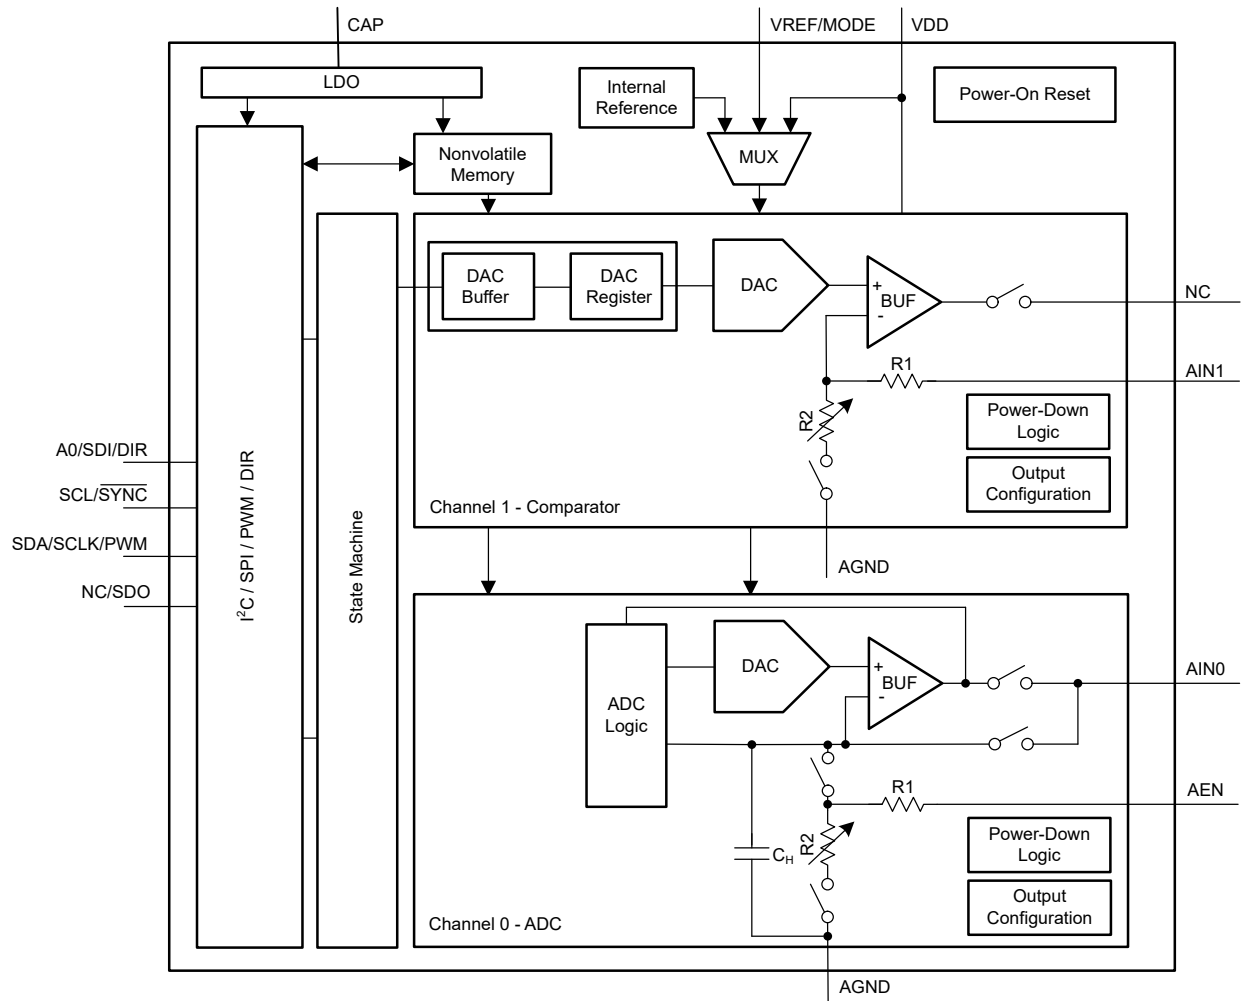 CAP
VREF/MODE
VDD
LDO
Internal
Reference
Power-On Reset
MUX
Nonvolatile
Memory
I²C / SPI / PWM / DIR
State Machine
DAC
Buffer
DAC
Register
DAC
+
BUF
-
NC
R1
AIN1
R2
Power-Down
Logic
Output
Configuration
Channel 1 - Comparator
AGND
A0/SDI/DIR
SCL/SYNC
SDA/SCLK/PWM
NC/SDO
ADC
Logic
DAC
+
BUF
-
AIN0
R1
AEN
R2
CH
Power-Down
Logic
Output
Configuration
Channel 0 - ADC
AGND